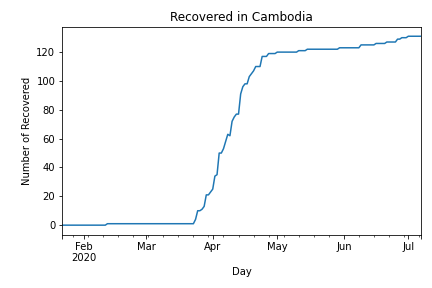 Recovered in Cambodia
Number of Recovered
120
100
80
60
40
20
0
Feb
2020
Mar
Apr
May
Jun
Jul
Day